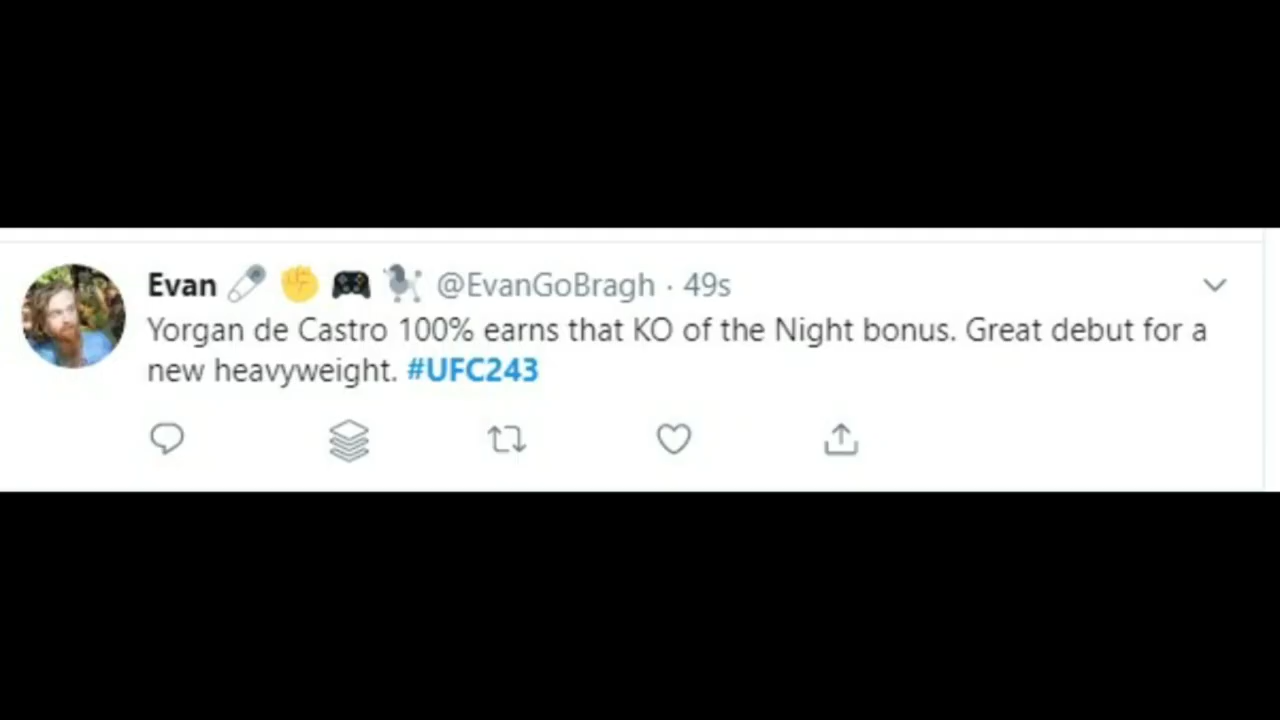 Evan 🧷 ✊ 🎮 🐩 @EvanGoBragh · 49s
Yorgan de Castro 100% earns that KO of the Night bonus. Great debut for a
new heavyweight. #UFC243